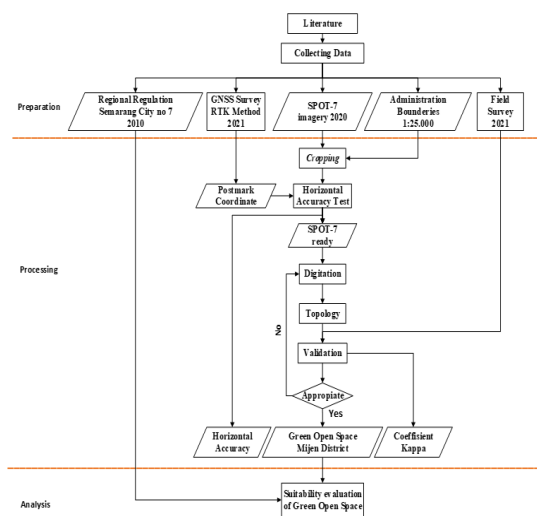 Literature
Collecting Data
Preparation
Regional Regulation
Semarang City no 7
2010
GNSS Survey
RTK Method
2021
SPOT-7
imagery 2020
Administration
Bounderies
1:25.000
Field
Survey
2021
Cropping
Postmark
Coordinate
Horizontal
Accuracy Test
SPOT-7
ready
Processing
Digitation
Topology
No
Validation
Appropiate
Yes
Horizontal
Accuracy
Green Open Space
Mijen District
Coeffisient
Kappa
Analysis
Suitability evaluation
of Green Open Space